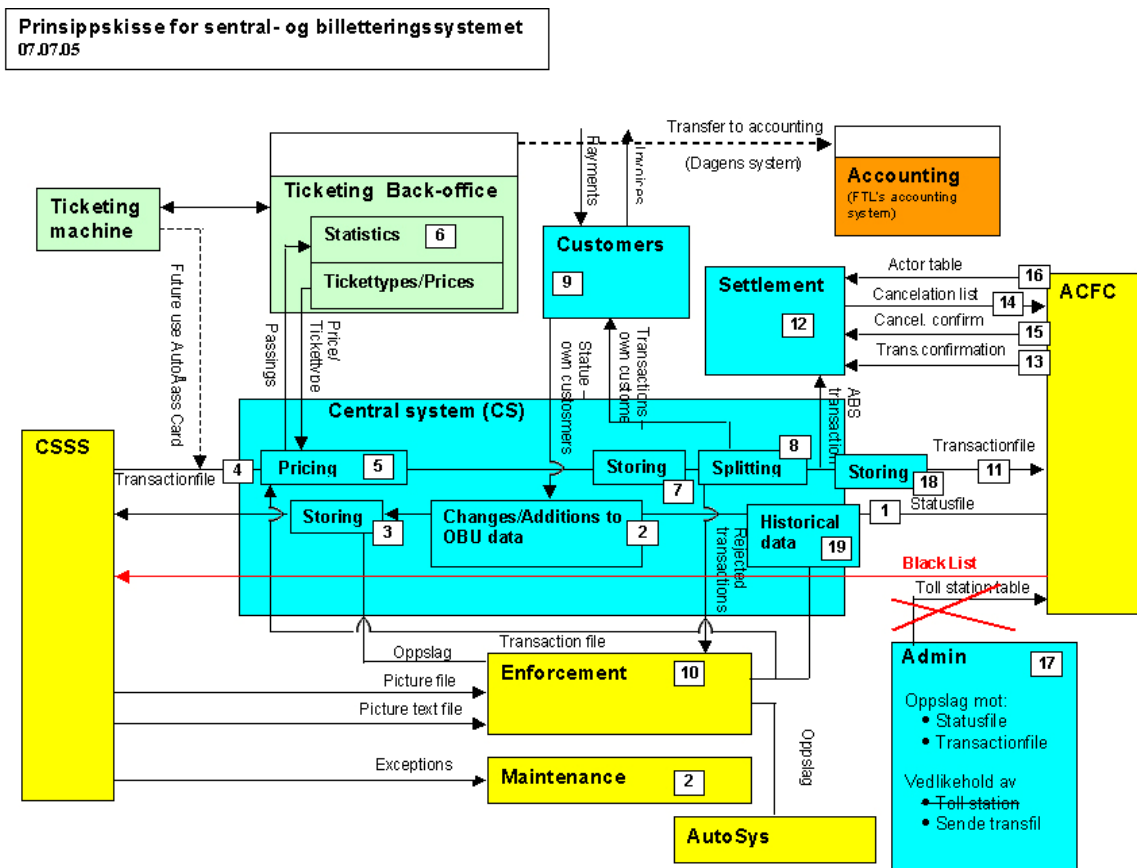 Prinsippskisse for sentral- og billetteringssystemet
07.07.05
Transfer to accounting
(Dagens system)
Payments
Invoices
Accounting
(FTL's accounting
system)
Ticketing Back-office
Ticketing
machine
Statistics
6
Tickettypes/Prices
Customers
9
Settlement
12
Actor table
16
Cancelation list
14
Cancel. confirm
15
Trans.confirmation
13
ACFC
Future use AutoPass Card
Passings
Price/
Tickettype
Statue –
own custosmers
Transactions –
own custome
ABS
transaction
Central system (CS)
CSSS
Transactionfile
4
Pricing
5
Storing
7
Splitting
8
Storing
18
Transactionfile
11
Storing
3
Changes/Additions to
OBU data
2
Historical
data
19
1
Statusfile
Rejected
transactions
BlackList
Toll station table
Transaction file
Oppslag
Enforcement
10
Picture file
Picture text file
Exceptions
Maintenance
2
Oppslag
AutoSys
Admin
17
Oppslag mot:
• Statusfile
• Transactionfile
Vedlikehold av
• Toll station
• Sende transfil